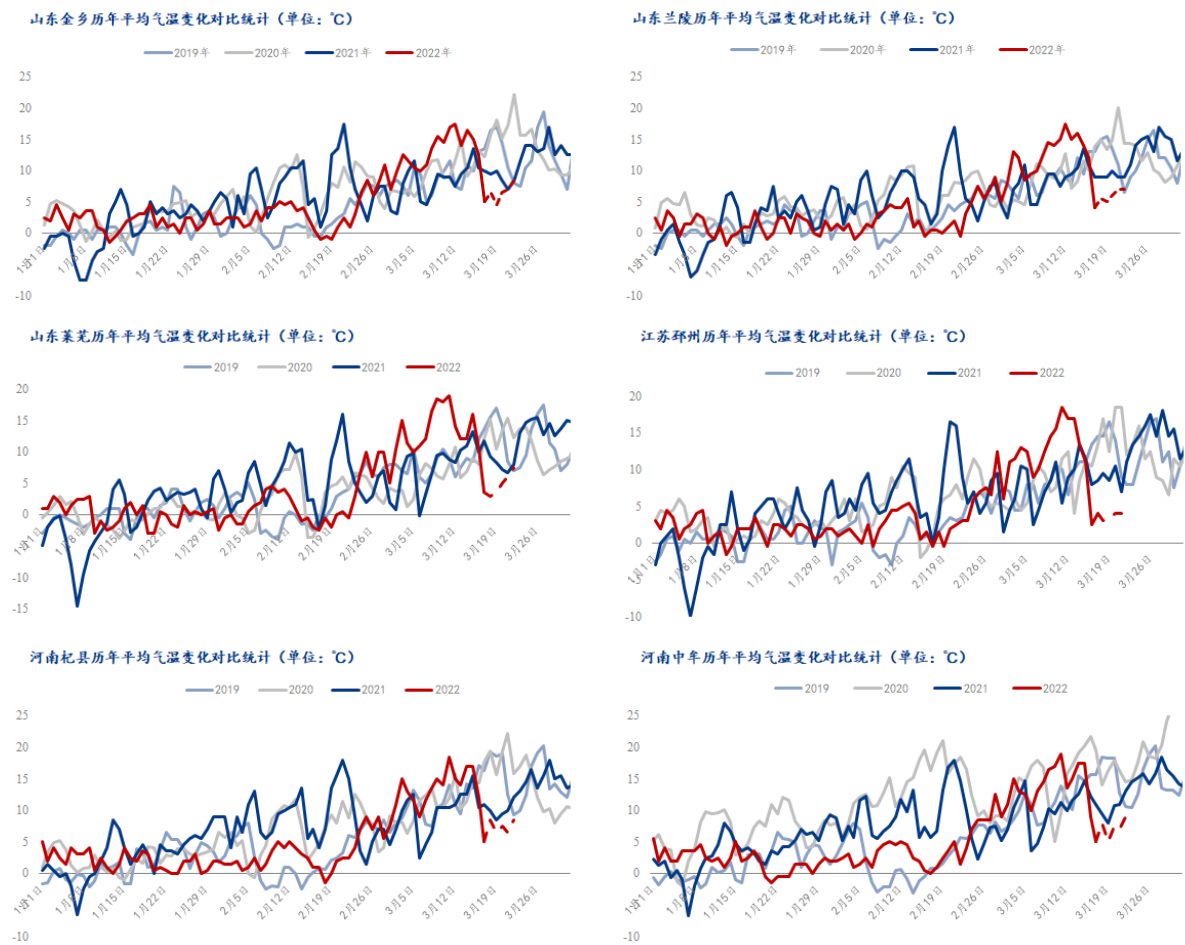 山东金乡历年平均气温变化对比统计（单位：℃）
2019年 2020年 2021年 2022年
25
20
15
10
5
0
-5
-10
1月1日 1月8日 1月15日 1月22日 1月29日 2月5日 2月12日 2月19日 2月26日 3月5日 3月12日 3月19日 3月26日
山东兰陵历年平均气温变化对比统计（单位：℃）
2019年 2020年 2021年 2022年
25
20
15
10
5
0
-5
-10
1月1日 1月8日 1月15日 1月22日 1月29日 2月5日 2月12日 2月19日 2月26日 3月5日 3月12日 3月19日 3月26日
山东莱芜历年平均气温变化对比统计（单位：℃）
2019 2020 2021 2022
20
15
10
5
0
-5
-10
-15
1月1日 1月8日 1月15日 1月22日 1月29日 2月5日 2月12日 2月19日 2月26日 3月5日 3月12日 3月19日 3月26日
江苏邳州历年平均气温变化对比统计（单位：℃）
2019 2020 2021 2022
20
15
10
5
0
-5
-10
1月1日 1月8日 1月15日 1月22日 1月29日 2月5日 2月12日 2月19日 2月26日 3月5日 3月12日 3月19日 3月26日
河南杞县历年平均气温变化对比统计（单位：℃）
2019 2020 2021 2022
25
20
15
10
5
0
-5
-10
1月1日 1月8日 1月15日 1月22日 1月29日 2月5日 2月12日 2月19日 2月26日 3月5日 3月12日 3月19日 3月26日
河南中牟历年平均气温变化对比统计（单位：℃）
2019 2020 2021 2022
25
20
15
10
5
0
-5
-10
1月1日 1月8日 1月15日 1月22日 1月29日 2月5日 2月12日 2月19日 2月26日 3月5日 3月12日 3月19日 3月26日